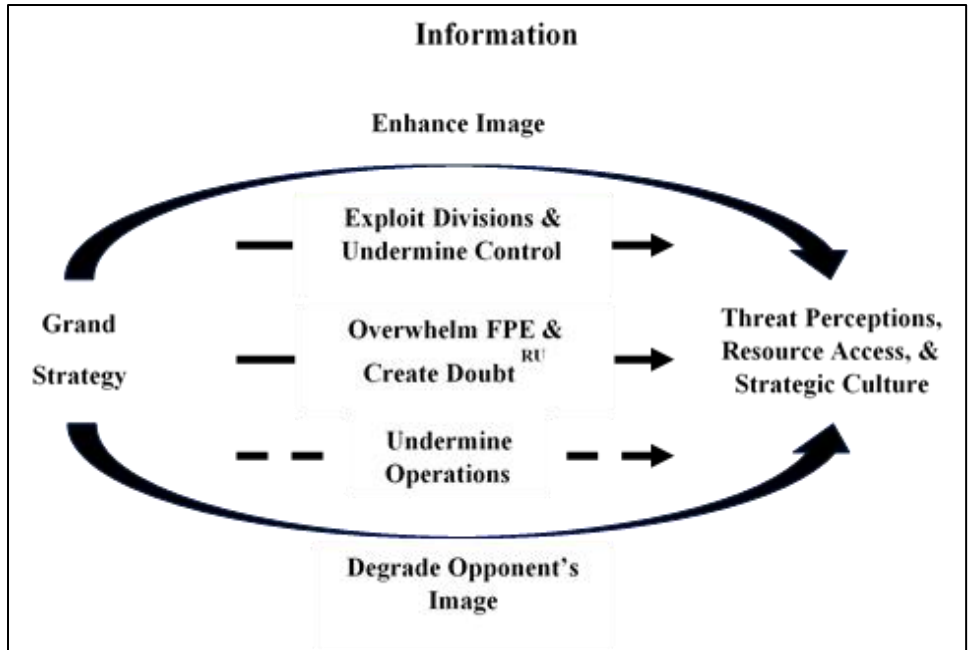 Information
Enhance Image
Exploit Divisions &
Undermine Control
Grand
Strategy
Overwhelm FPE &
Create Doubt RU
Undermine
Operations
Threat Perceptions,
Resource Access, &
Strategic Culture
Degrade Opponent's
Image